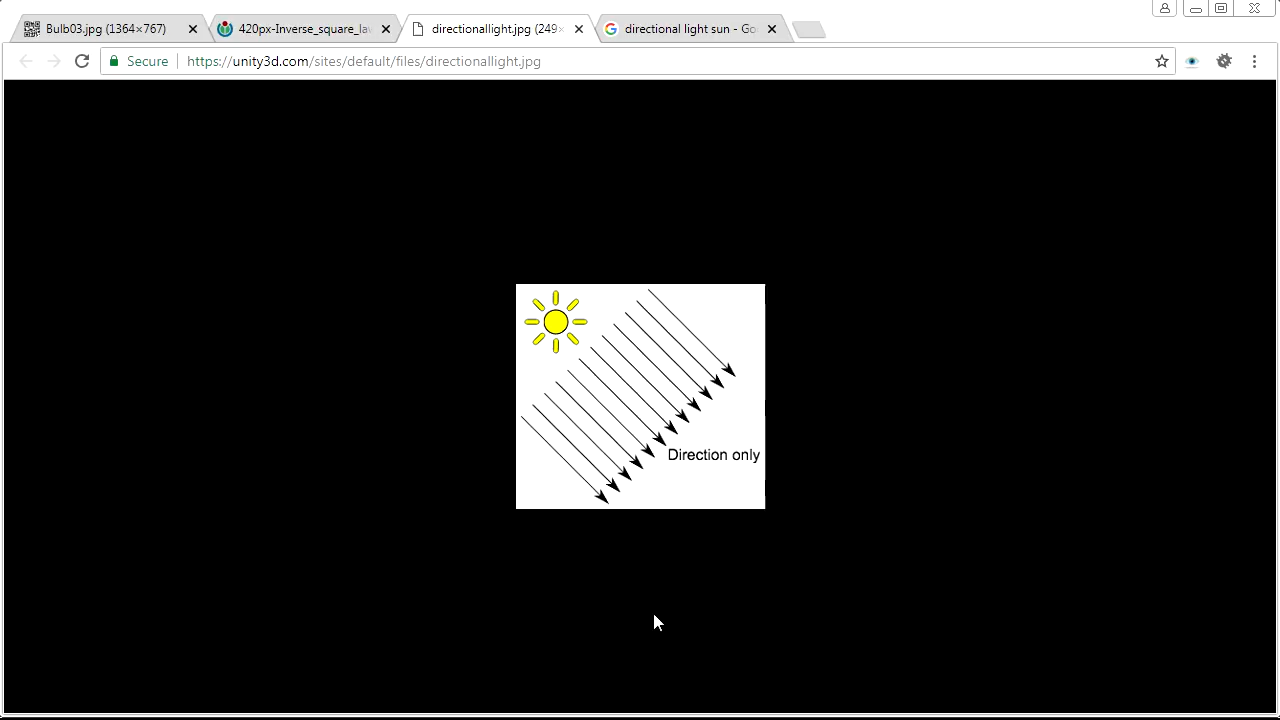 Bulb03.jpg (1364×767)
420px-Inverse_square_la
directionallight.jpg (249×
directional light sun - Go
Secure
https://unity3d.com/sites/default/files/directionallight.jpg
Direction only